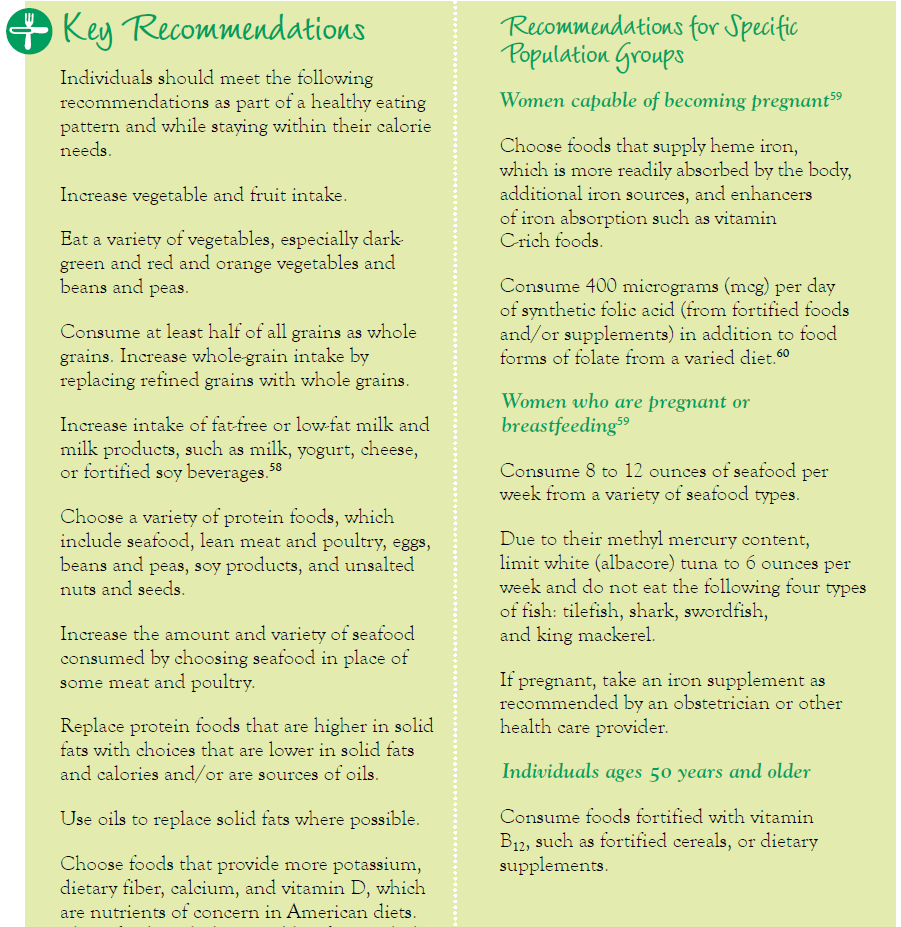 Key Recommendations
Individuals should meet the following
recommendations as part of a healthy eating
pattern and while staying within their calorie
needs.
Increase vegetable and fruit intake.
Eat a variety of vegetables, especially dark-
green and red and orange vegetables and
beans and peas.
Consume at least half of all grains as whole
grains. Increase whole-grain intake by
replacing refined grains with whole grains.
Increase intake of fat-free or low-fat milk and
milk products, such as milk, yogurt, cheese,
or fortified soy beverages.58
Choose a variety of protein foods, which
include seafood, lean meat and poultry, eggs,
beans and peas, soy products, and unsalted
nuts and seeds.
Increase the amount and variety of seafood
consumed by choosing seafood in place of
some meat and poultry.
Replace protein foods that are higher in solid
fats with choices that are lower in solid fats
and calories and/or are sources of oils.
Use oils to replace solid fats where possible.
Choose foods that provide more potassium,
dietary fiber, calcium, and vitamin D, which
are nutrients of concern in American diets.
Recommendations for Specific
Population Groups
Women capable of becoming pregnant59
Choose foods that supply heme iron,
which is more readily absorbed by the body,
additional iron sources, and enhancers
of iron absorption such as vitamin
C-rich foods.
Consume 400 micrograms (mcg) per day
of synthetic folic acid (from fortified foods
and/or supplements) in addition to food
forms of folate from a varied diet.60
Women who are pregnant or
breastfeeding59
Consume 8 to 12 ounces of seafood per
week from a variety of seafood types.
Due to their methyl mercury content,
limit white (albacore) tuna to 6 ounces per
week and do not eat the following four types
of fish: tilefish, shark, swordfish,
and king mackerel.
If pregnant, take an iron supplement as
recommended by an obstetrician or other
health care provider.
Individuals ages 50 years and older
Consume foods fortified with vitamin
B12, such as fortified cereals, or dietary
supplements.